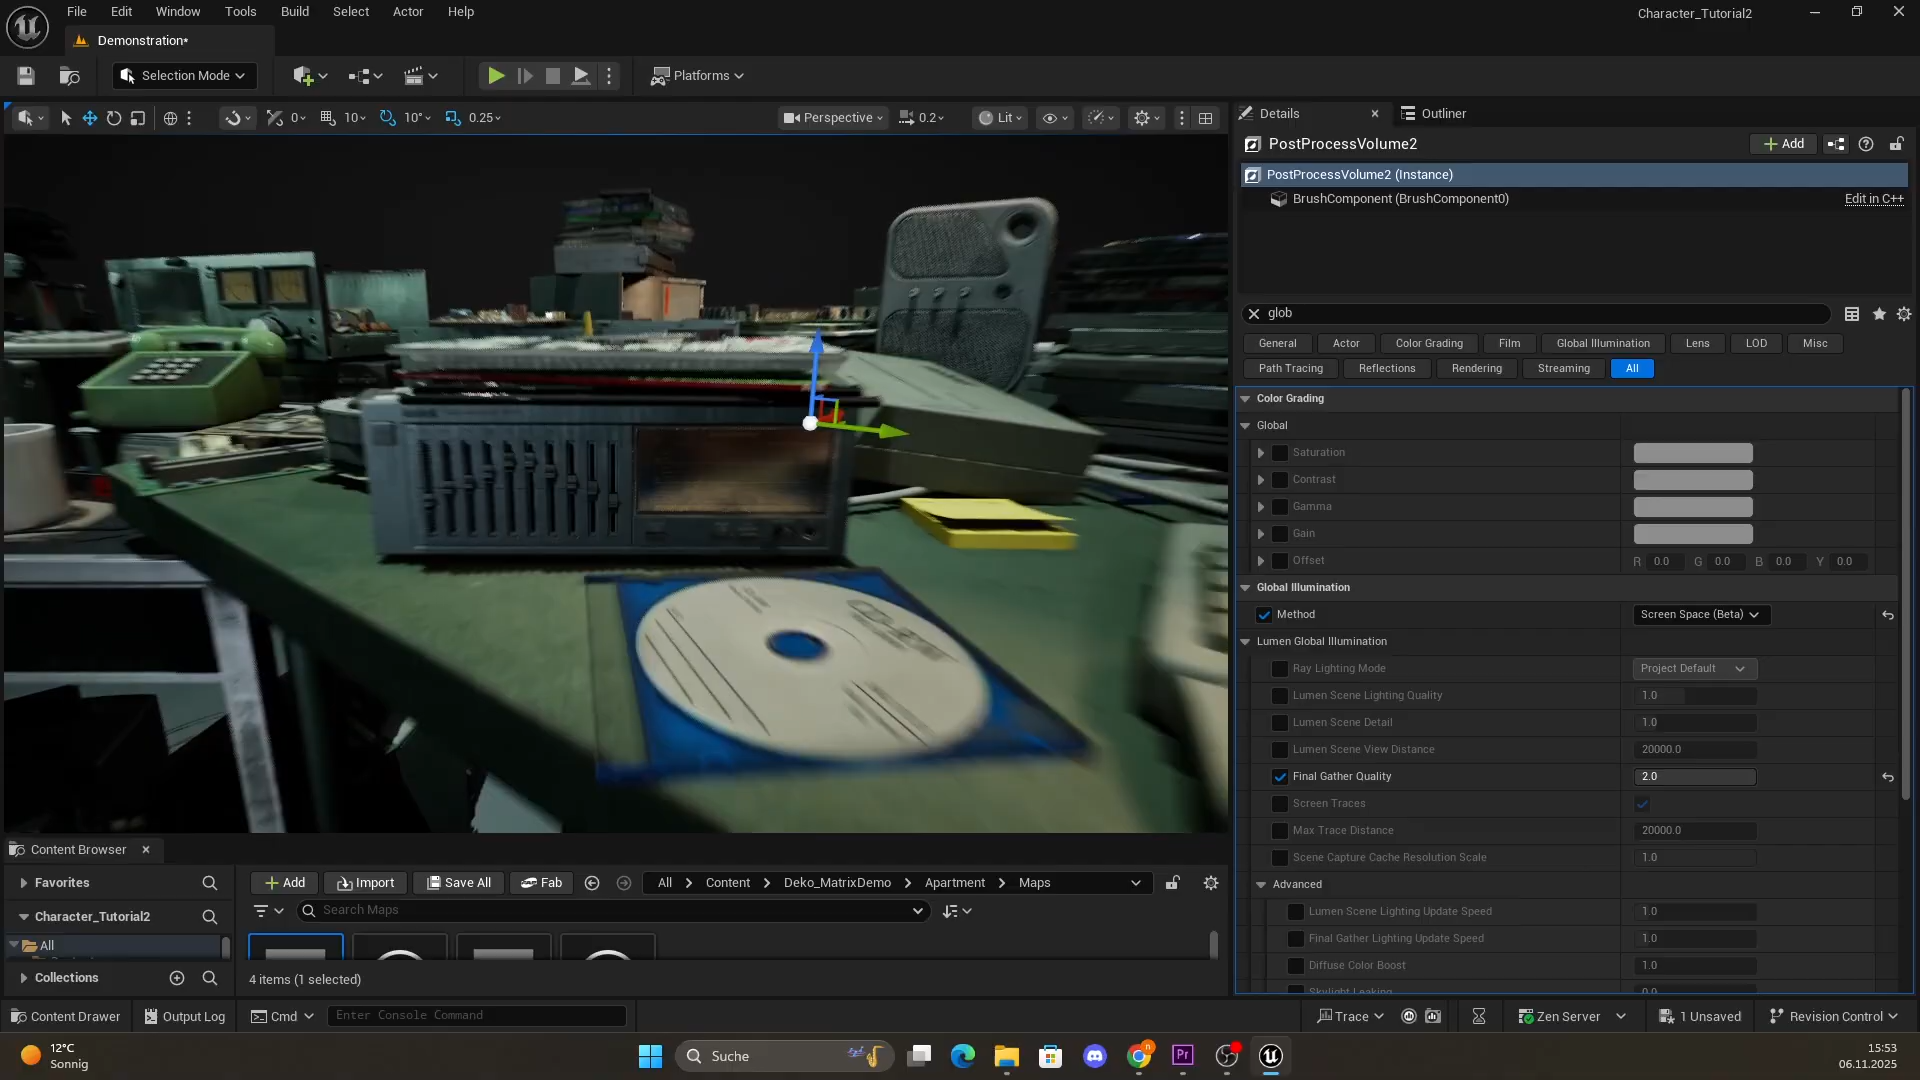 File Edit Window Tools Build Select Actor Help
Character_Tutorial2
Demonstration*
Selection Mode
Platforms
0
10
10°
0.25
Perspective
0.2
Lit
Details
Outliner
PostProcessVolume2
Add
PostProcessVolume2 (Instance)
BrushComponent (BrushComponent0)
Edit in C++
glob
General
Actor
Color Grading
Film
Global Illumination
Lens
LOD
Misc
Path Tracing
Reflections
Rendering
Streaming
All
Color Grading
Global
Saturation
Contrast
Gamma
Gain
Offset
R 0.0 G 0.0 B 0.0 Y 0.0
Global Illumination
Method
Screen Space (Beta)
Lumen Global Illumination
Ray Lighting Mode
Project Default
Lumen Scene Lighting Quality
1.0
Lumen Scene Detail
1.0
Lumen Scene View Distance
20000.0
Final Gather Quality
2.0
Screen Traces
Max Trace Distance
20000.0
Scene Capture Cache Resolution Scale
1.0
Advanced
Lumen Scene Lighting Update Speed
1.0
Final Gather Lighting Update Speed
1.0
Diffuse Color Boost
1.0
Skylight Leaking
0.0
Content Browser
Favorites
Add
Import
Save All
Fab
All
Content
Deko_MatrixDemo
Apartment
Maps
Character_Tutorial2
Search Maps
All
Collections
4 items (1 selected)
Content Drawer
Output Log
Cmd
Enter Console Command
Trace
Zen Server
1 Unsaved
Revision Control
12°C
Sonnig
Suche
Pr
15:53
06.11.2025